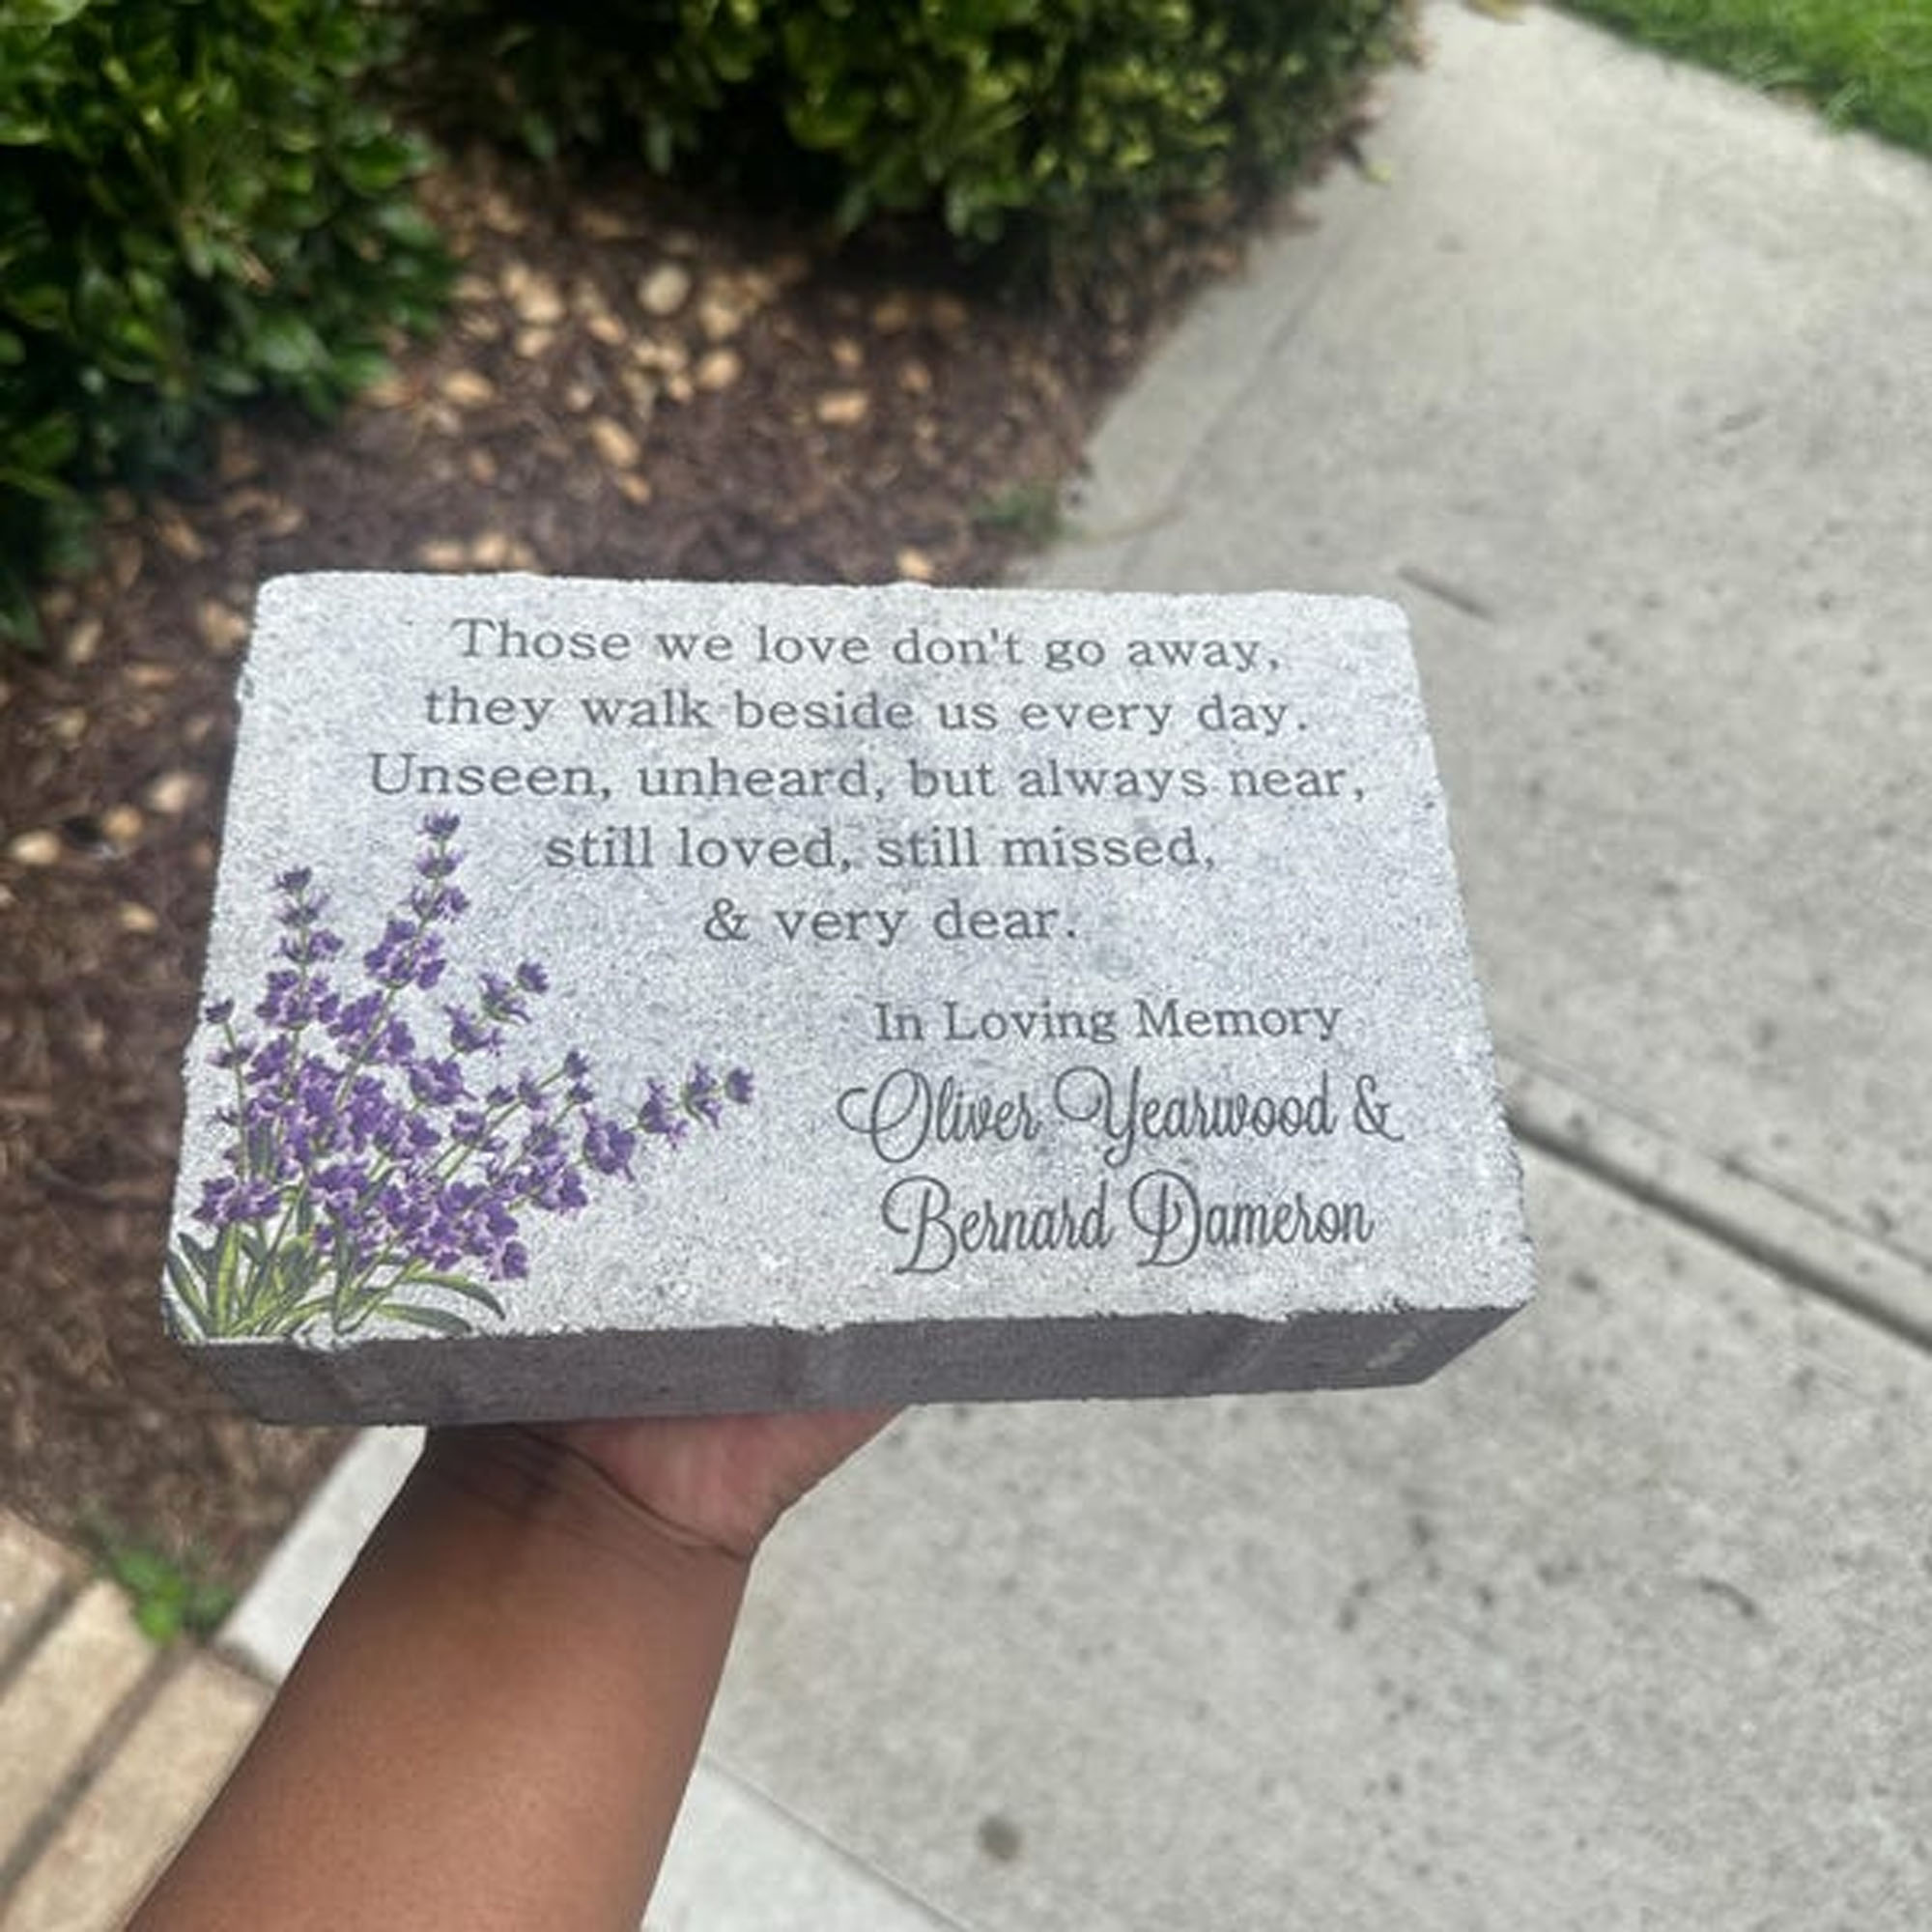 Those we love don't go away,
they walk beside us every day.
Unseen, unheard, but always near,
still loved, still missed,
& very dear.
In Loving Memory
Oliver Yearwood &
Bernard Dameron